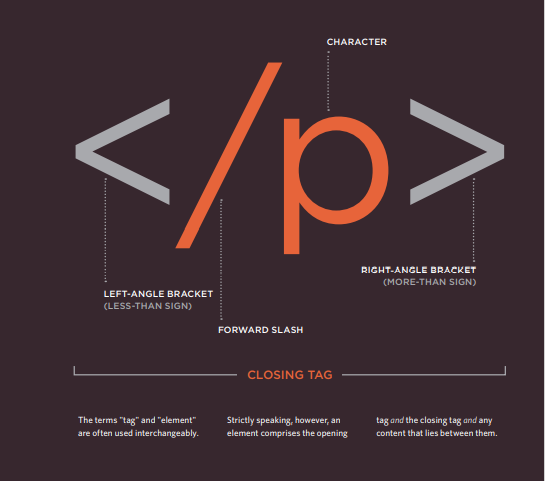 CHARACTER
</p>
LEFT-ANGLE BRACKET
(LESS-THAN SIGN)
FORWARD SLASH
RIGHT-ANGLE BRACKET
(MORE-THAN SIGN)
CLOSING TAG
The terms "tag" and "element"
are often used interchangeably.
Strictly speaking, however, an
element comprises the opening
tag and the closing tag and any
content that lies between them.